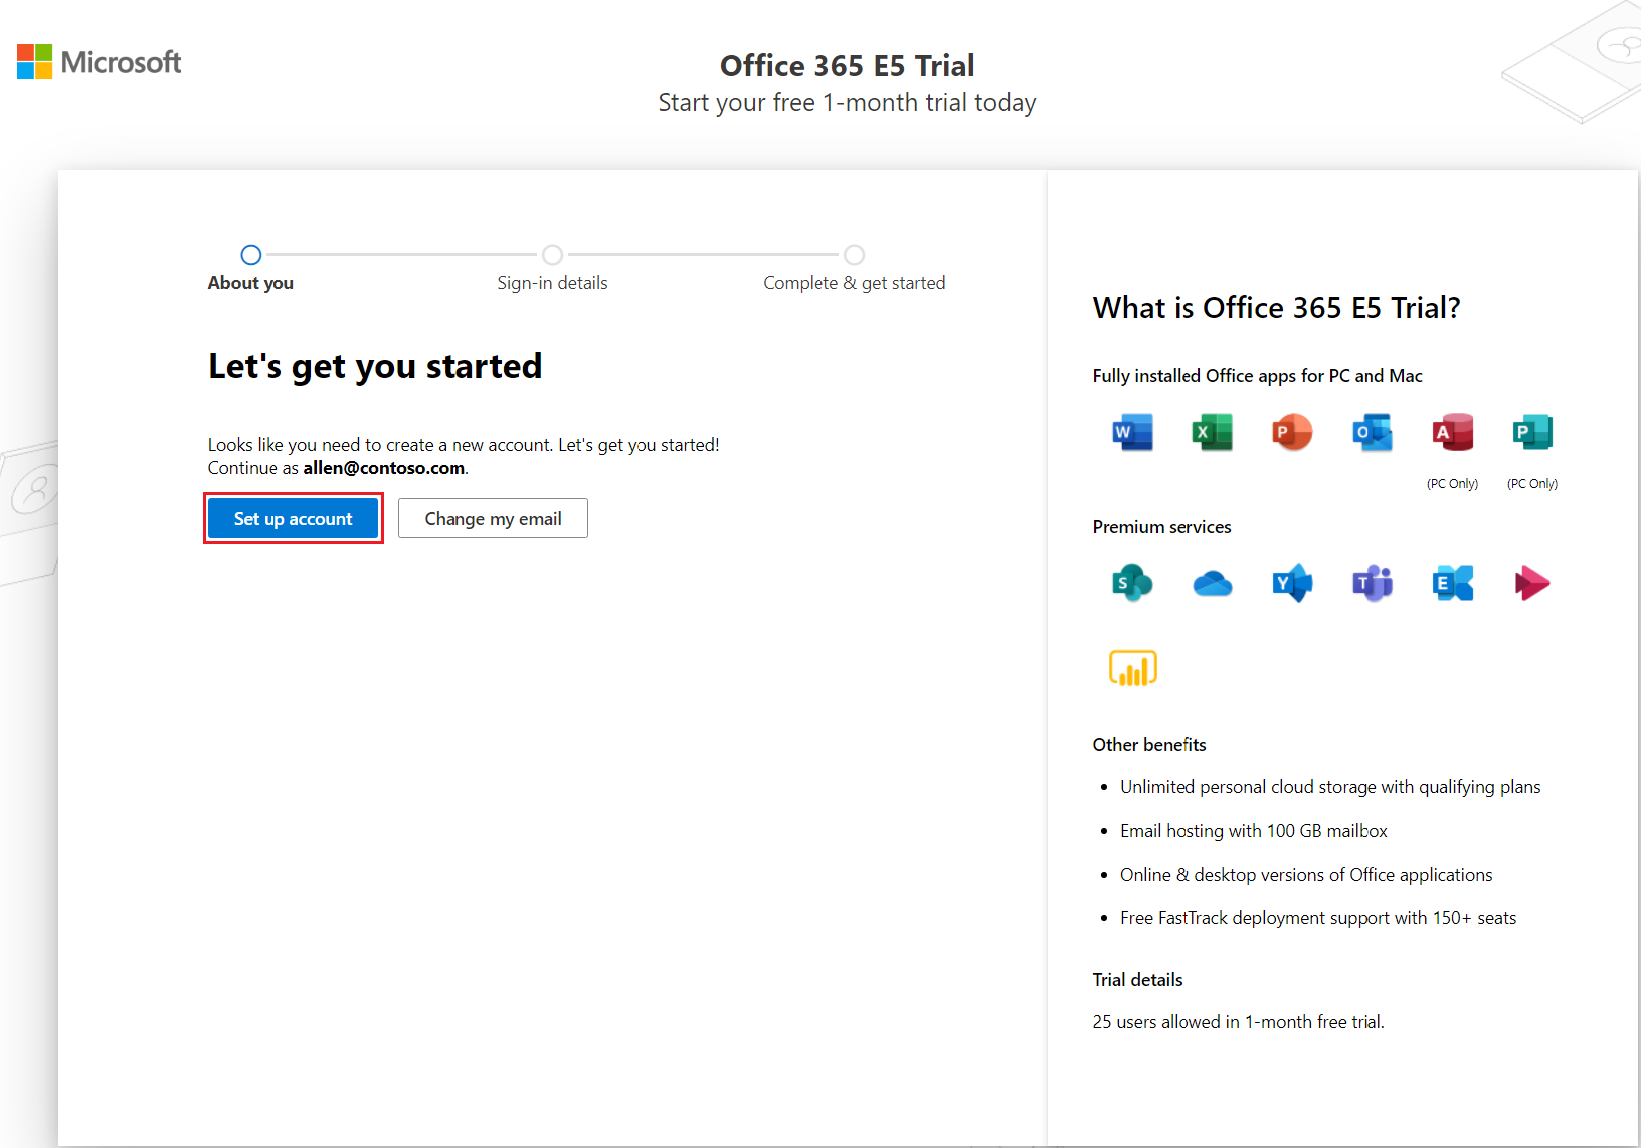 Microsoft
Office 365 E5 Trial
Start your free 1-month trial today
About you
Sign-in details
Complete & get started
Let's get you started
Looks like you need to create a new account. Let's get you started!
Continue as allen@contoso.com.
Set up account
Change my email
What is Office 365 E5 Trial?
Fully installed Office apps for PC and Mac
W X P O A P
(PC Only) (PC Only)
Premium services
S Y T E
Other benefits
• Unlimited personal cloud storage with qualifying plans
• Email hosting with 100 GB mailbox
• Online & desktop versions of Office applications
• Free FastTrack deployment support with 150+ seats
Trial details
25 users allowed in 1-month free trial.